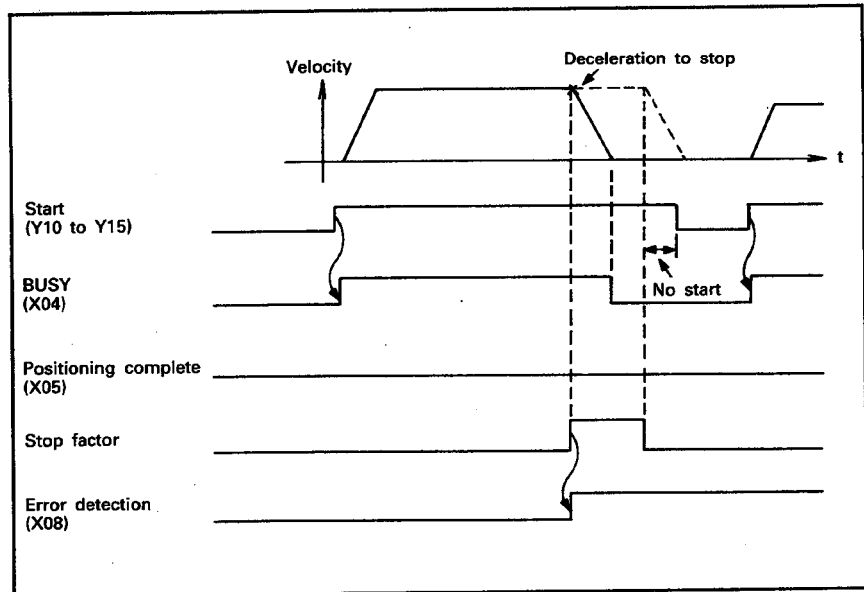 Deceleration to stop
Velocity
t
Start
(Y10 to Y15)
BUSY
(X04)
No start
Positioning complete
(X05)
Stop factor
Error detection
(X08)